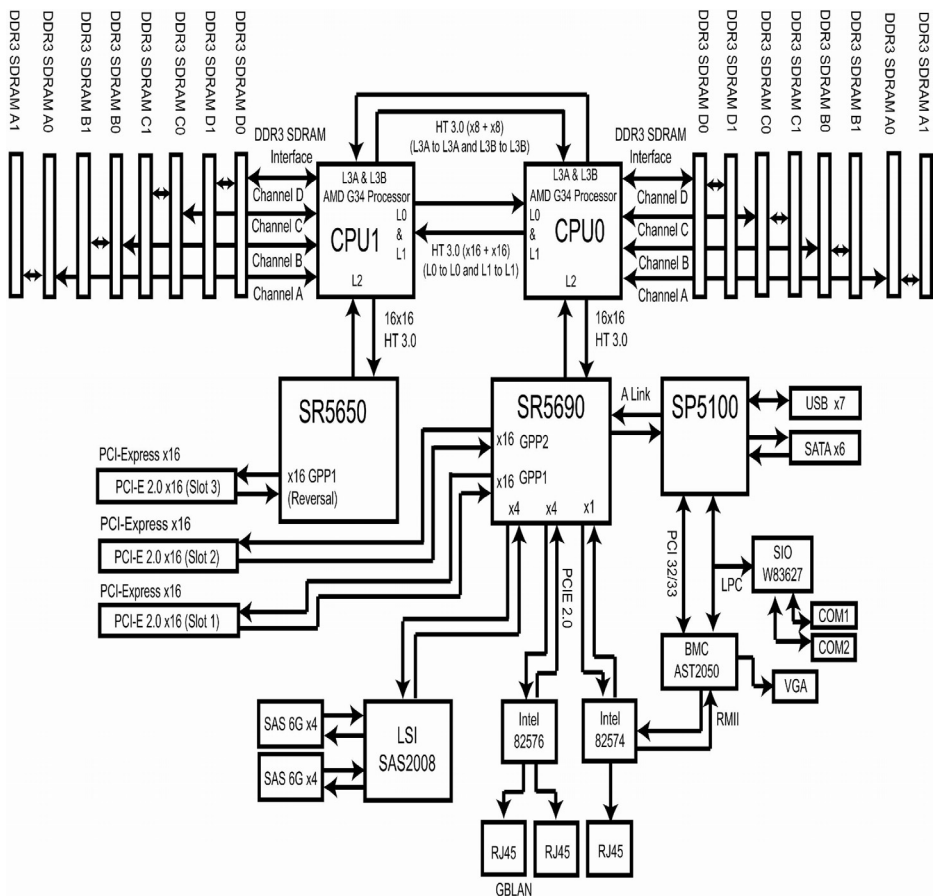 DDR3 SDRAM A1
DDR3 SDRAM A0
DDR3 SDRAM B1
DDR3 SDRAM B0
DDR3 SDRAM C1
DDR3 SDRAM C0
DDR3 SDRAM D1
DDR3 SDRAM D0
DDR3 SDRAM D0
DDR3 SDRAM D1
DDR3 SDRAM C0
DDR3 SDRAM C1
DDR3 SDRAM B0
DDR3 SDRAM B1
DDR3 SDRAM A0
DDR3 SDRAM A1
DDR3 SDRAM
Interface
Channel D
Channel C
Channel B
Channel A
L3A & L3B
AMD G34 Processor
CPU1
L0
&
L1
L2
HT 3.0 (x8 + x8)
(L3A to L3A and L3B to L3B)
HT 3.0 (x16 + x16)
(L0 to L0 and L1 to L1)
L3A & L3B
AMD G34 Processor
L0
&
L1
CPU0
L2
DDR3 SDRAM
Interface
Channel D
Channel C
Channel B
Channel A
16x16
HT 3.0
16x16
HT 3.0
SR5650
x16 GPP1
(Reversal)
SR5690
x16 GPP2
x16 GPP1
x4
x4
x1
A Link
SP5100
USB x7
SATA x6
PCI-Express x16
PCI-E 2.0 x16 (Slot 3)
PCI-Express x16
PCI-E 2.0 x16 (Slot 2)
PCI-Express x16
PCI-E 2.0 x16 (Slot 1)
PCIE 2.0
PCI 32/33
LPC
SIO
W83627
COM1
COM2
BMC
AST2050
VGA
RMII
SAS 6G x4
SAS 6G x4
LSI
SAS2008
Intel
82576
Intel
82574
RJ45
RJ45
RJ45
GBLAN